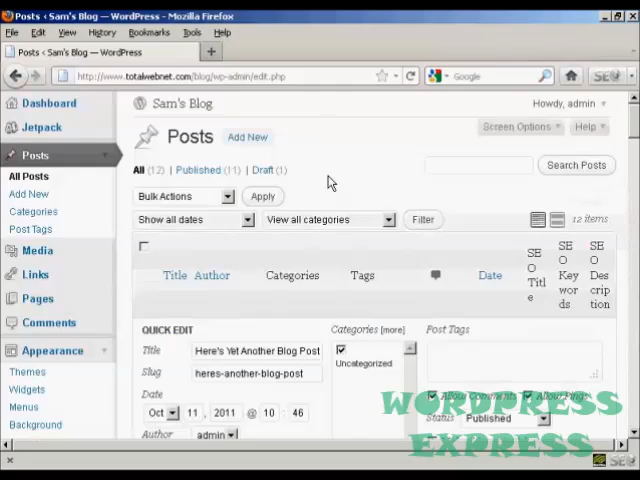 Posts ‹ Sam's Blog — WordPress - Mozilla Firefox
File Edit View History Bookmarks Tools Help
Posts ‹ Sam's Blog — WordPress
http://www.totalwebnet.com/blog/wp-admin/edit.php
Google
SEO
Dashboard
Jetpack
Posts
All Posts
Add New
Categories
Post Tags
Media
Links
Pages
Comments
Appearance
Themes
Widgets
Menus
Background
Sam's Blog
Howdy, admin
Screen Options
Help
Posts Add New
All (12) | Published (11) | Draft (1)
Search Posts
Bulk Actions Apply
Show all dates View all categories Filter 12 items
Title Author Categories Tags Date SEO Title SEO Keywords SEO Description
QUICK EDIT
Title Here's Yet Another Blog Post
Slug heres-another-blog-post
Date
Oct 11, 2011 @ 10 : 46
Author admin
Categories [more]
Uncategorized
Post Tags
Allow Comments Allow Pings
Status Published
WORDPRESS
EXPRESS
SEO